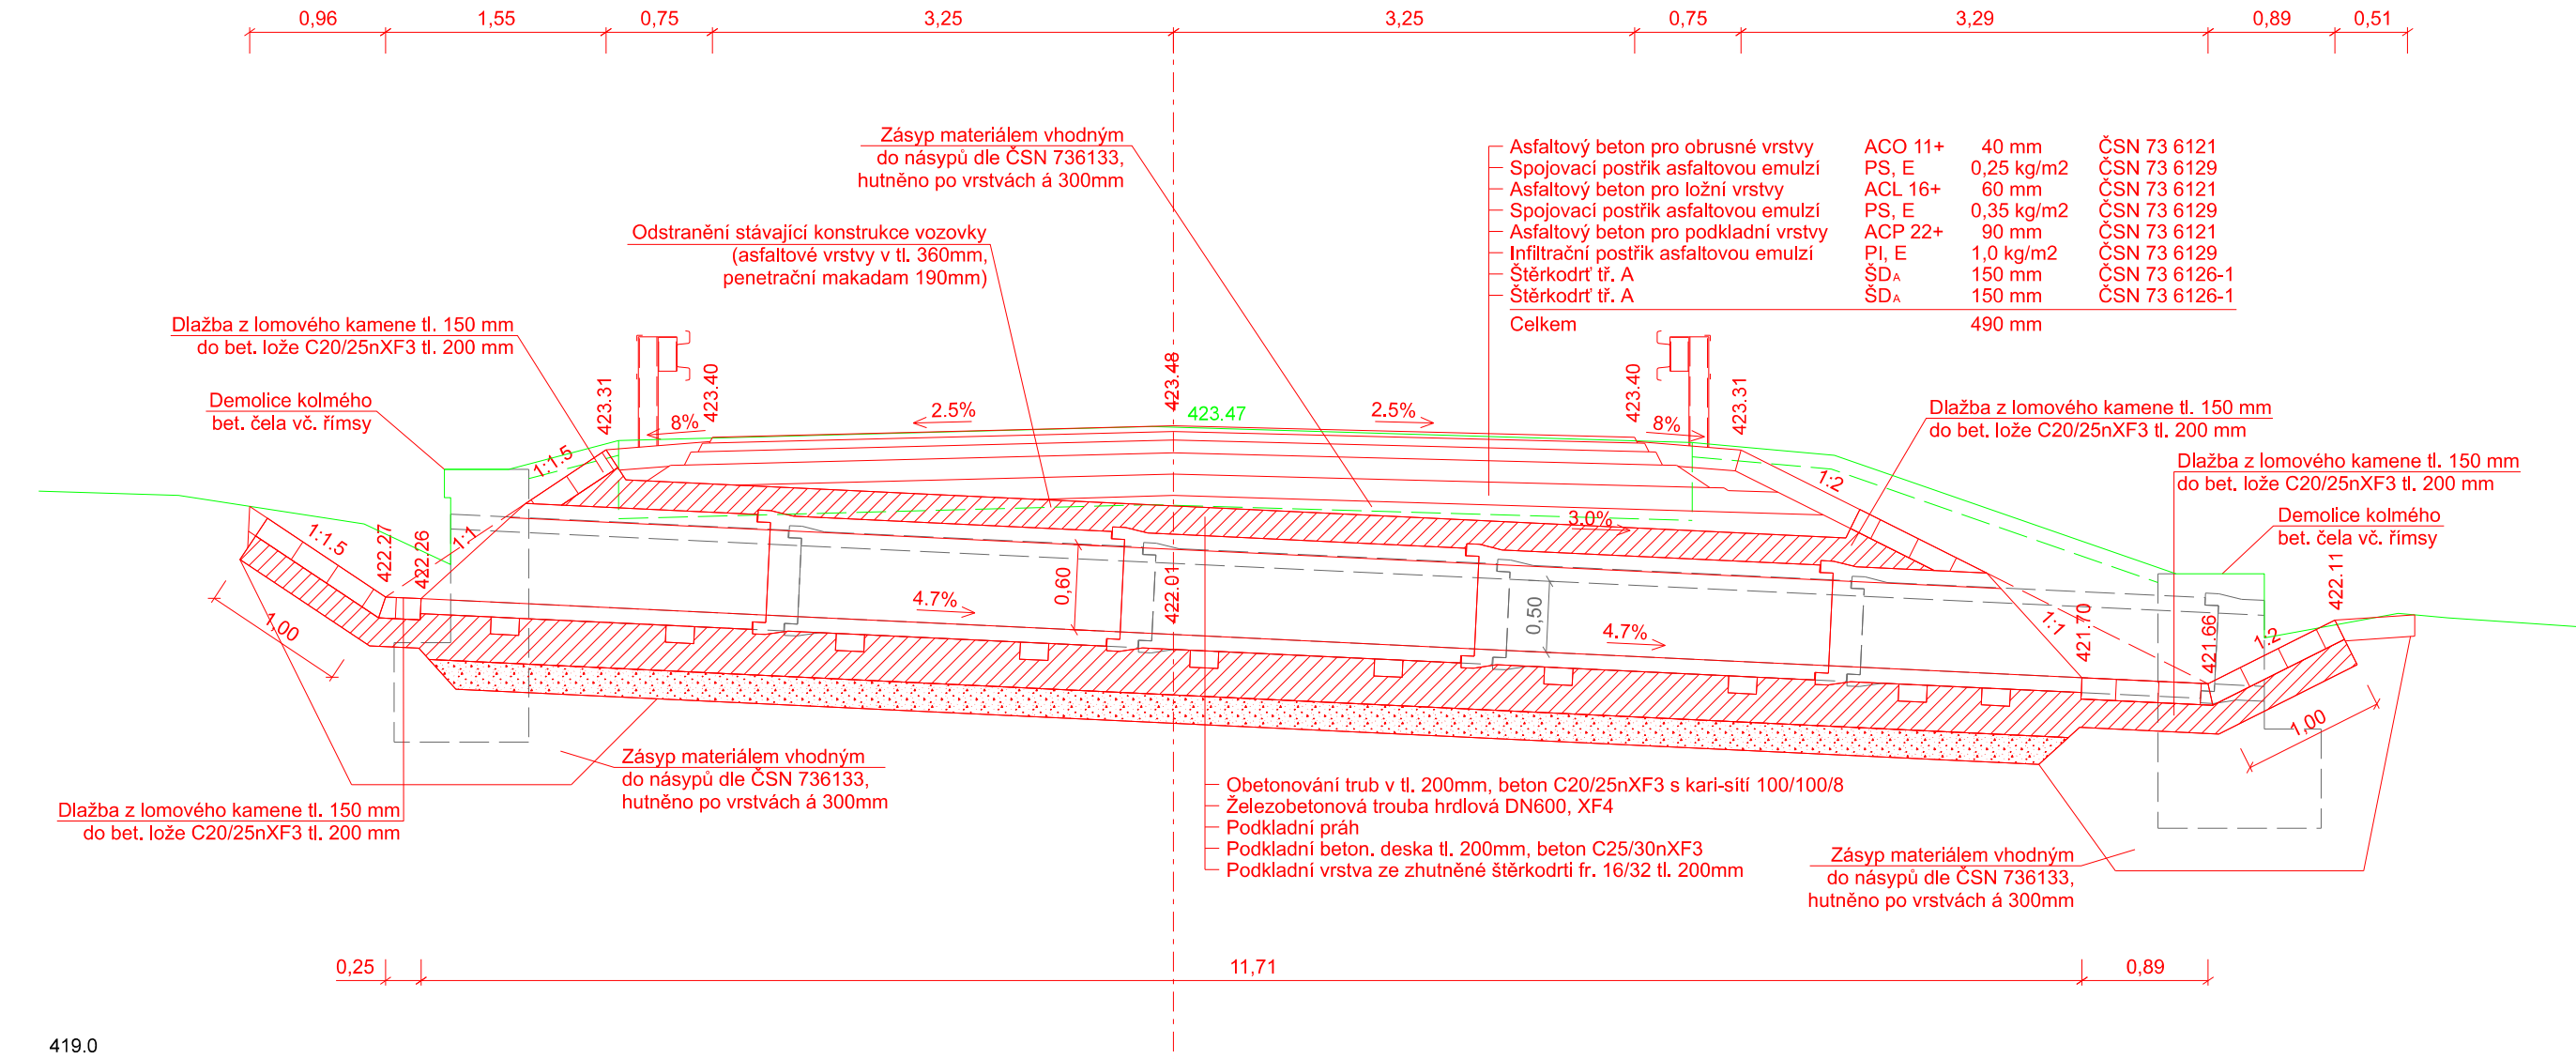 0,96 1,55 0,75 3,25 3,25 0,75 3,29 0,89 0,51
Zásyp materiálem vhodným
do násypů dle ČSN 736133,
hutněno po vrstvách á 300mm
Asfaltový beton pro obrusné vrstvy ACO 11+ 40 mm ČSN 73 6121
Spojovací postřik asfaltovou emulzí PS, E 0,25 kg/m2 ČSN 73 6129
Asfaltový beton pro ložní vrstvy ACL 16+ 60 mm ČSN 73 6121
Spojovací postřik asfaltovou emulzí PS, E 0,35 kg/m2 ČSN 73 6129
Asfaltový beton pro podkladní vrstvy ACP 22+ 90 mm ČSN 73 6121
Infiltrační postřik asfaltovou emulzí PI, E 1,0 kg/m2 ČSN 73 6129
Štěrkodrť tř. A ŠDA 150 mm ČSN 73 6126-1
Štěrkodrť tř. A ŠDA 150 mm ČSN 73 6126-1
Celkem 490 mm
Odstranění stávající konstrukce vozovky
(asfaltové vrstvy v tl. 360mm,
penetrační makadam 190mm)
Dlažba z lomového kamene tl. 150 mm
do bet. lože C20/25nXF3 tl. 200 mm
Demolice kolmého
bet. čela vč. římsy
423.31
423.40
423.48
423.47
423.40
423.31
8%
2.5%
2.5%
8%
Dlažba z lomového kamene tl. 150 mm
do bet. lože C20/25nXF3 tl. 200 mm
Dlažba z lomového kamene tl. 150 mm
do bet. lože C20/25nXF3 tl. 200 mm
Demolice kolmého
bet. čela vč. římsy
1:1.5
1:2
3.0%
1:1.5
422.27
422.26
1:1
0,60
422.01
0,50
4.7%
4.7%
1:1
421.70
421.66
1:2
422.11
1,00
1,00
Zásyp materiálem vhodným
do násypů dle ČSN 736133,
hutněno po vrstvách á 300mm
Dlažba z lomového kamene tl. 150 mm
do bet. lože C20/25nXF3 tl. 200 mm
Obetonování trub v tl. 200mm, beton C20/25nXF3 s kari-sítí 100/100/8
Železobetonová trouba hrdlová DN600, XF4
Podkladní práh
Podkladní beton. deska tl. 200mm, beton C25/30nXF3
Podkladní vrstva ze zhutněné štěrkodrti fr. 16/32 tl. 200mm
Zásyp materiálem vhodným
do násypů dle ČSN 736133,
hutněno po vrstvách á 300mm
0,25 11,71 0,89
419.0